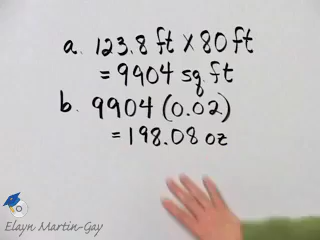 a. 123.8 ft × 80 ft
= 9904 sq. ft
b. 9904 (0.02)
= 198.08 oz
Elayn Martin-Gay